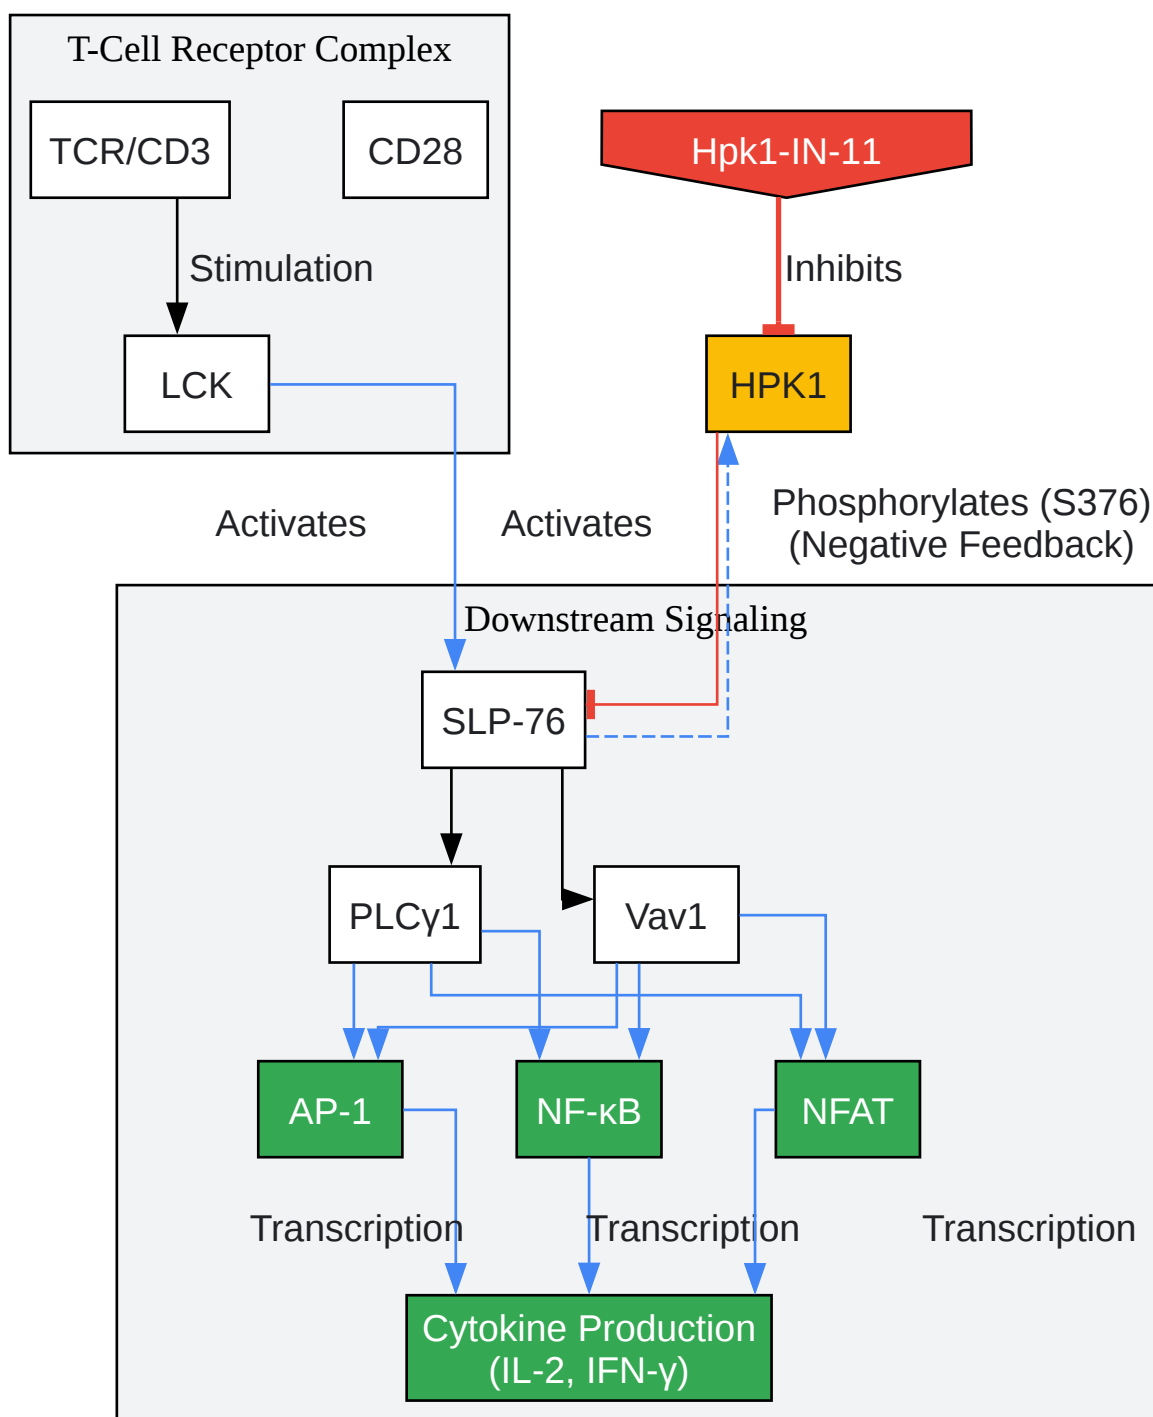 T-Cell Receptor Complex
TCR/CD3
CD28
Hpk1-IN-11
Stimulation
Inhibits
LCK
HPK1
Activates
Activates
Phosphorylates (S376)
(Negative Feedback)
Downstream Signaling
SLP-76
PLCγ1
Vav1
AP-1
NF-κB
NFAT
Transcription
Transcription
Transcription
Cytokine Production
(IL-2, IFN-γ)